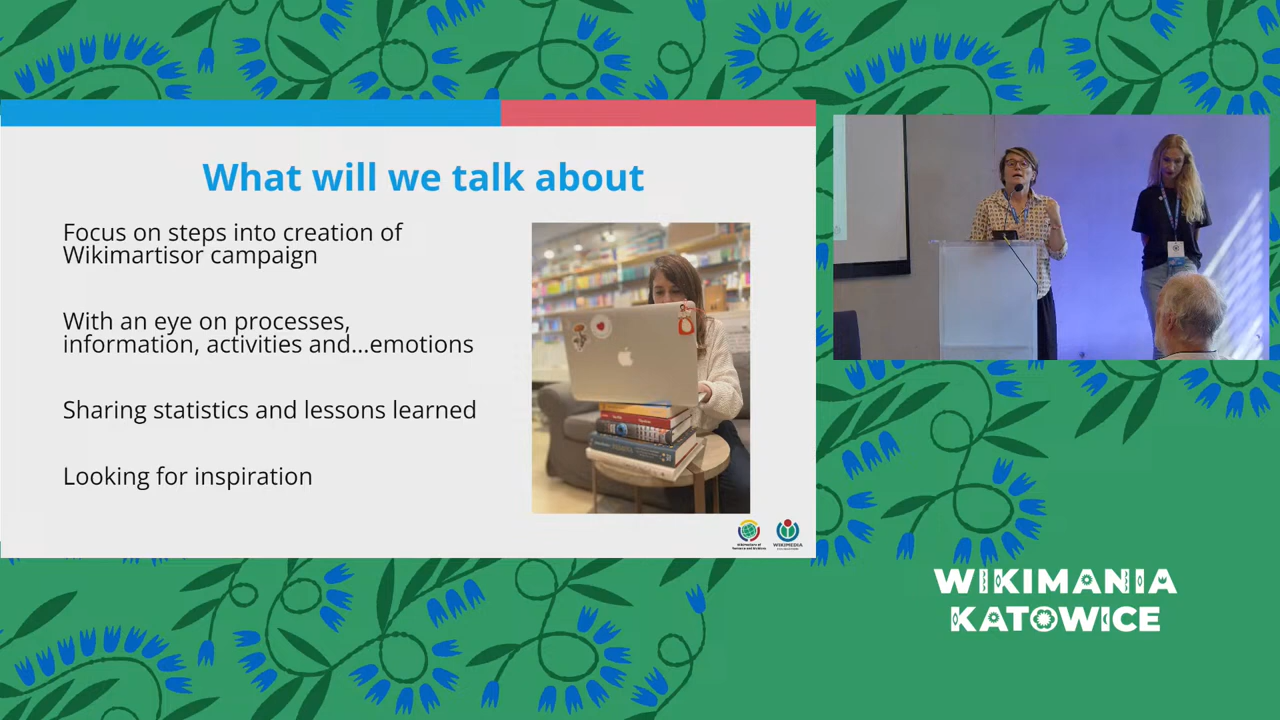 What will we talk about
Focus on steps into creation of
Wikimartisor campaign
With an eye on processes,
information, activities and...emotions
Sharing statistics and lessons learned
Looking for inspiration
WIKIMEDIA
WIKIMANIA
KATOWICE